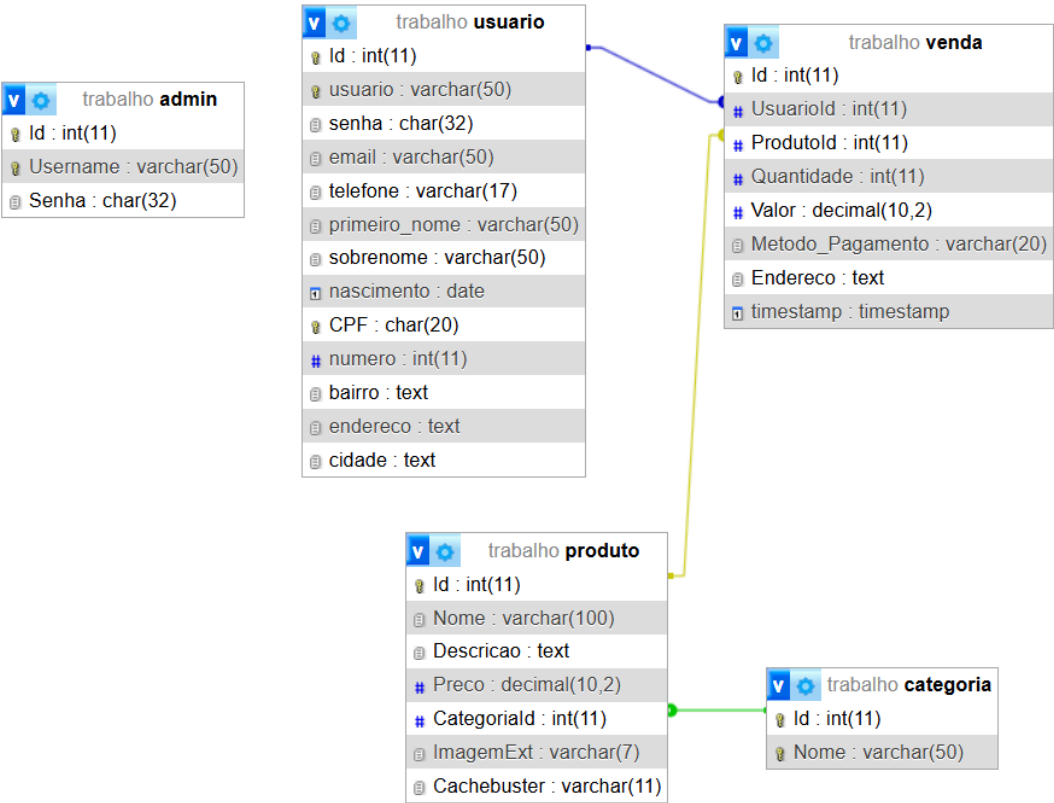 trabalho admin
Id : int(11)
Username : varchar(50)
Senha : char(32)
trabalho usuario
Id : int(11)
usuario : varchar(50)
senha : char(32)
email : varchar(50)
telefone : varchar(17)
primeiro_nome : varchar(50)
sobrenome : varchar(50)
nascimento : date
CPF : char(20)
numero : int(11)
bairro : text
endereco : text
cidade : text
trabalho venda
Id : int(11)
UsuarioId : int(11)
ProdutoId : int(11)
Quantidade : int(11)
Valor : decimal(10,2)
Metodo_Pagamento : varchar(20)
Endereco : text
timestamp : timestamp
trabalho produto
Id : int(11)
Nome : varchar(100)
Descricao : text
Preco : decimal(10,2)
CategoriaId : int(11)
ImagemExt : varchar(7)
Cachebuster : varchar(11)
trabalho categoria
Id : int(11)
Nome : varchar(50)